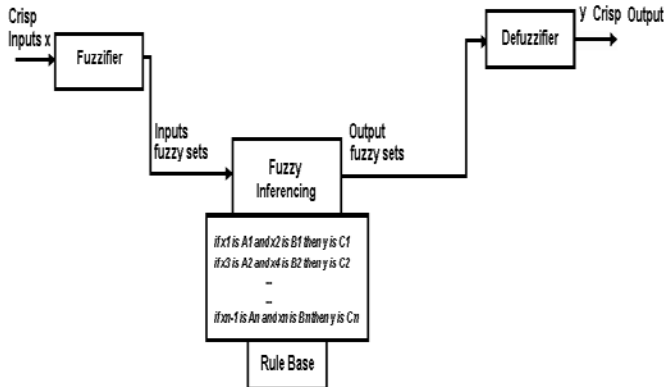 Crisp
Inputs x
Fuzzifier
Inputs
fuzzy sets
Fuzzy
Inferencing
Output
fuzzy sets
Defuzzifier
y Crisp Output
if x1 is A1 and x2 is B1 then y is C1
if x3 is A2 and x4 is B2 then y is C2
...
...
if xn-1 is An and xn is Bn then y is Cn
Rule Base